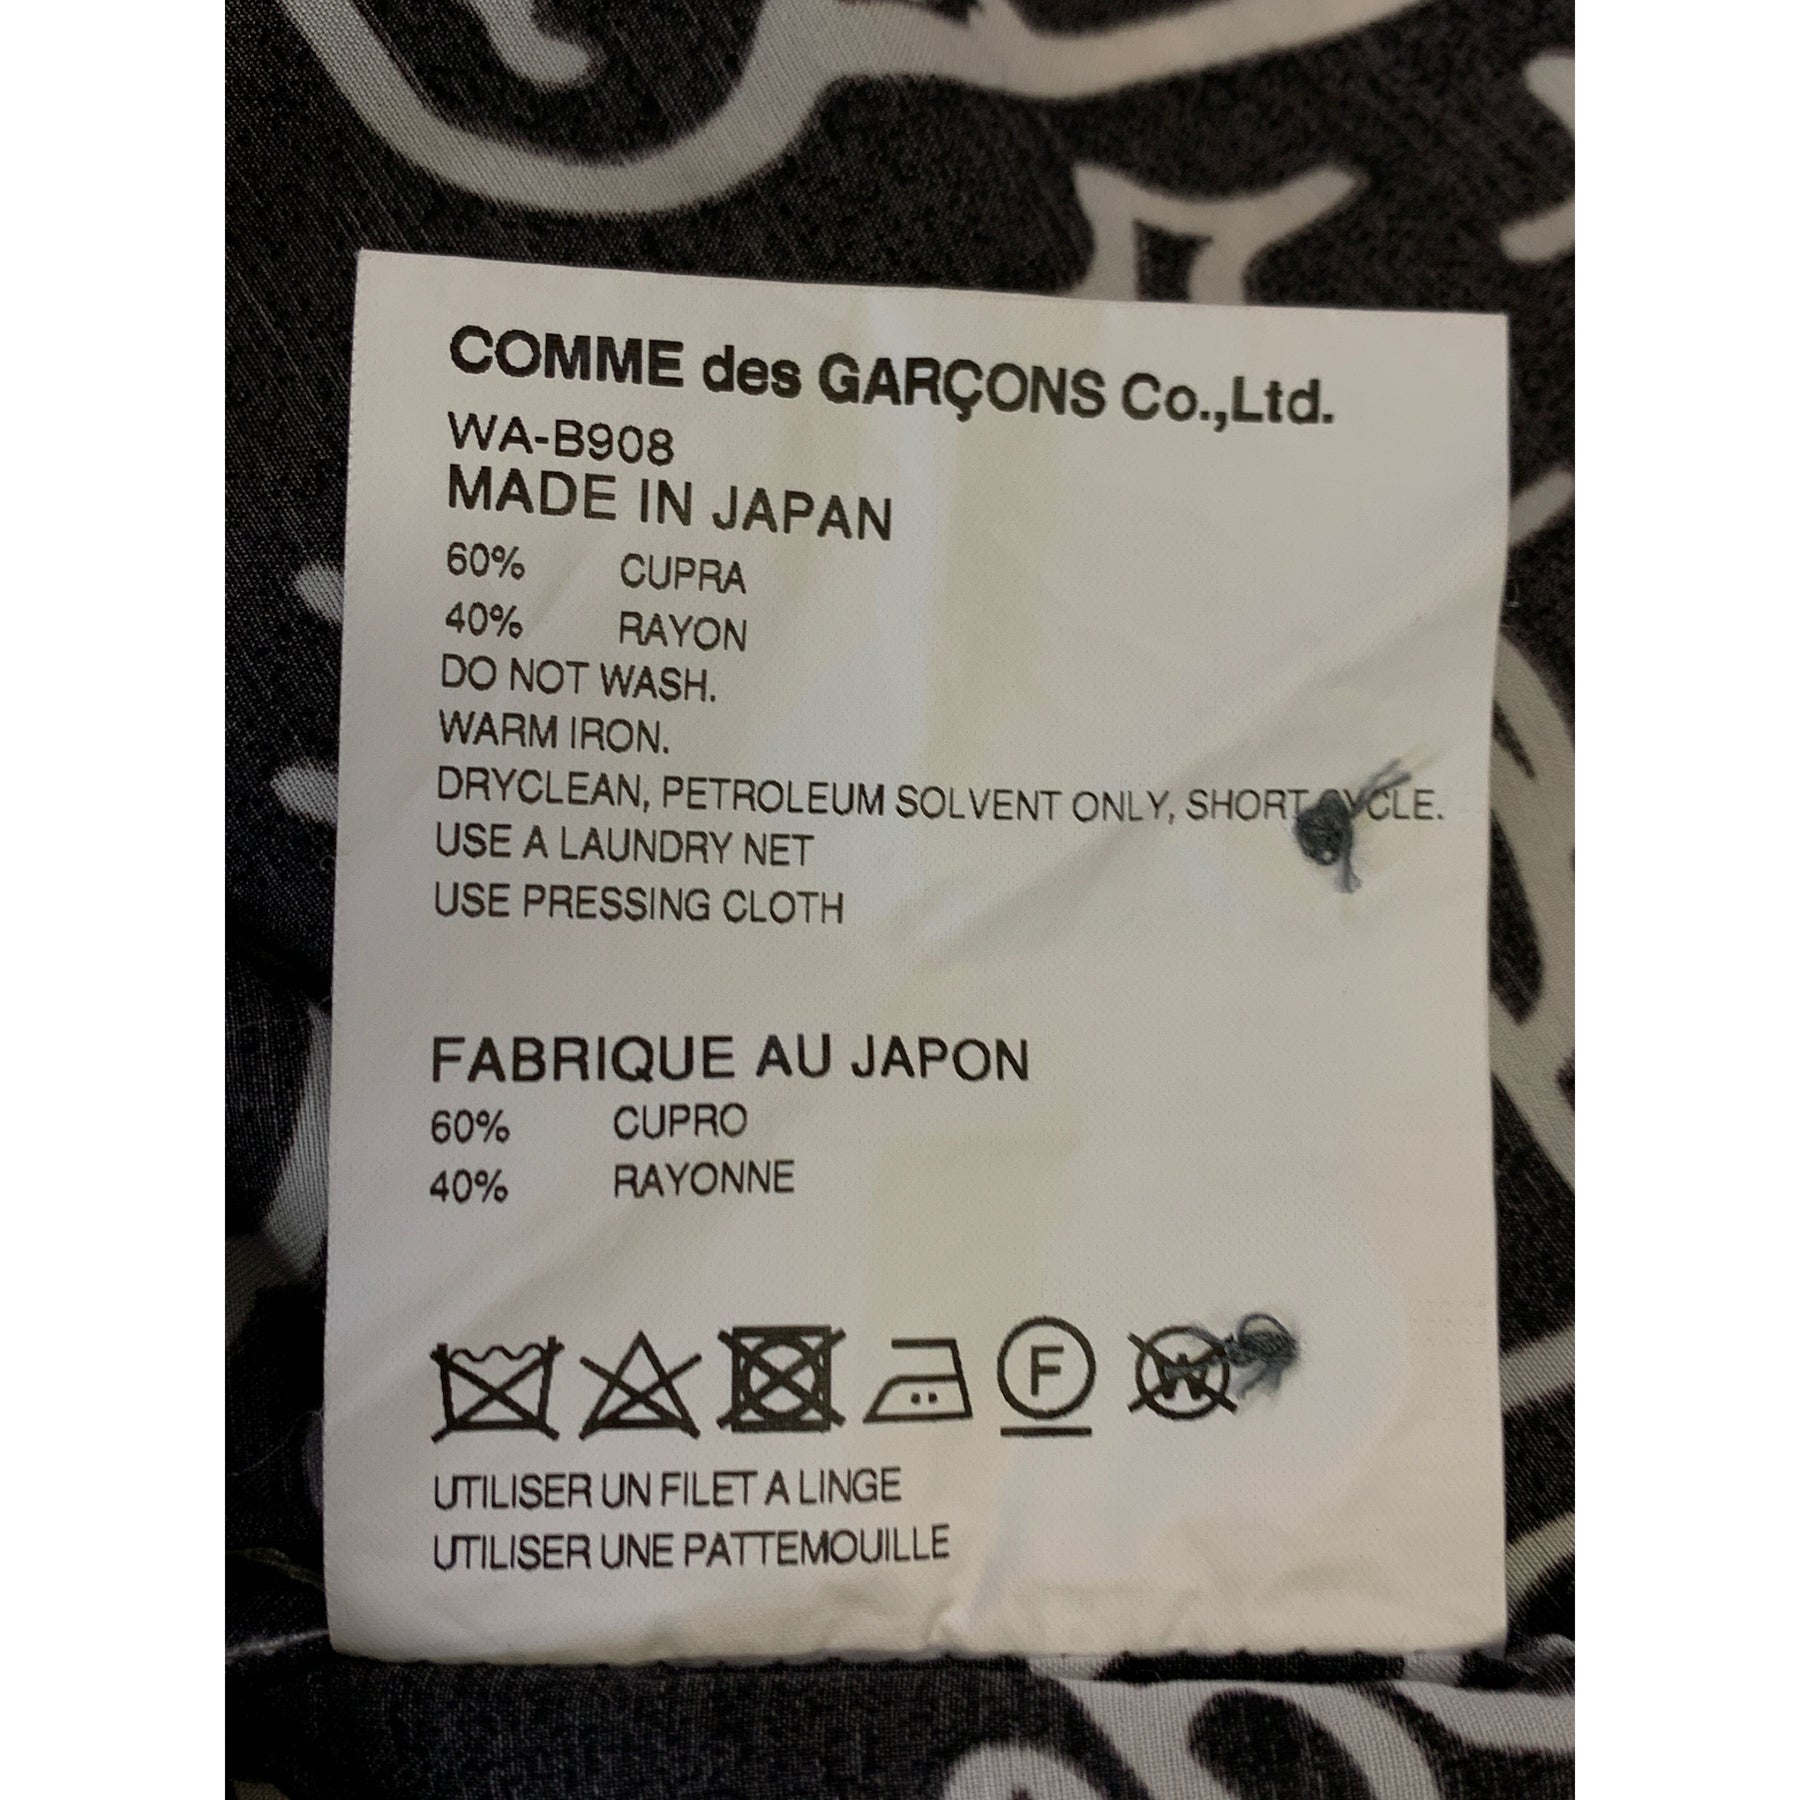 COMME des GARÇONS Co.,Ltd.
WA-B908
MADE IN JAPAN
60% CUPRA
40% RAYON
DO NOT WASH.
WARM IRON.
DRYCLEAN, PETROLEUM SOLVENT ONLY, SHORT CYCLE.
USE A LAUNDRY NET
USE PRESSING CLOTH
FABRIQUE AU JAPON
60% CUPRO
40% RAYONNE
F W
UTILISER UN FILET A LINGE
UTILISER UNE PATTEMOUILLE